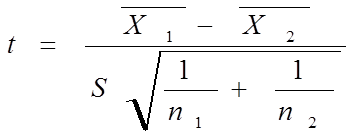 t = (X̄₁ − X̄₂) / (S √(1/n₁ + 1/n₂))